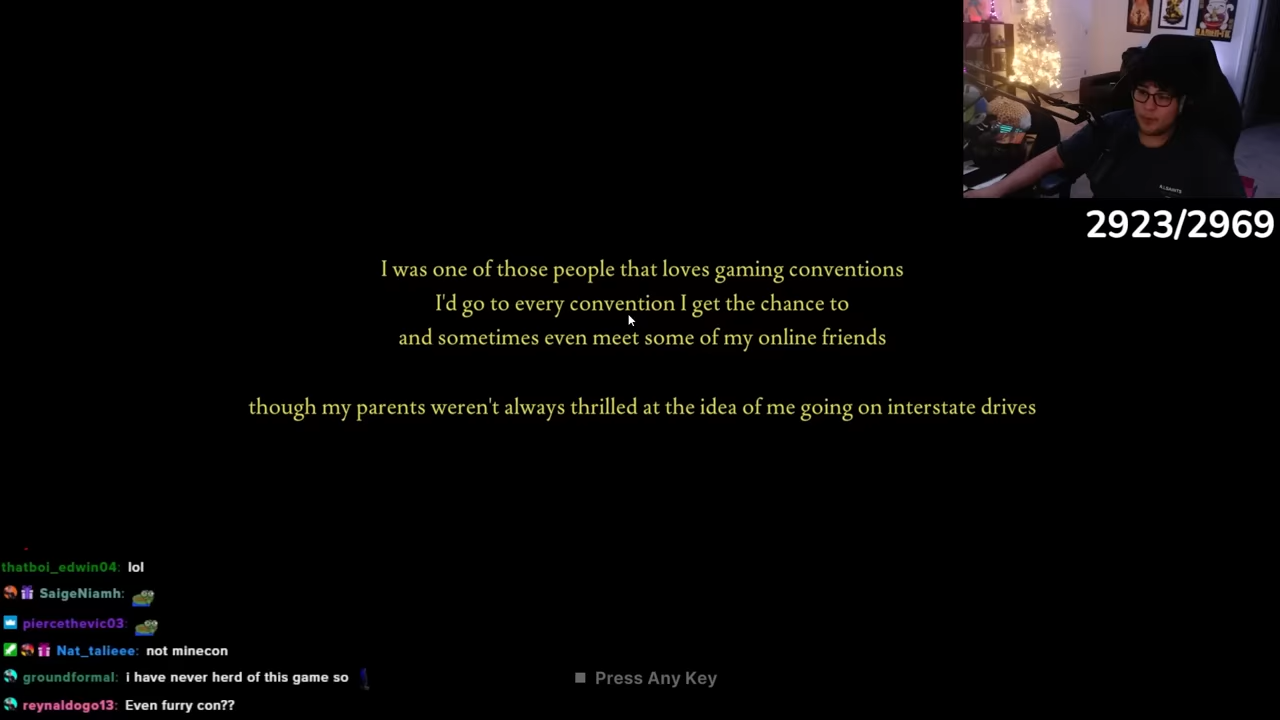 2923/2969
I was one of those people that loves gaming conventions
I'd go to every convention I get the chance to
and sometimes even meet some of my online friends
though my parents weren't always thrilled at the idea of me going on interstate drives
thatboi_edwin04: lol
SaigeNiamh:
piercethevic03:
Nat_talieee: not minecon
groundformal: i have never herd of this game so
reynaldogo13: Even furry con??
Press Any Key